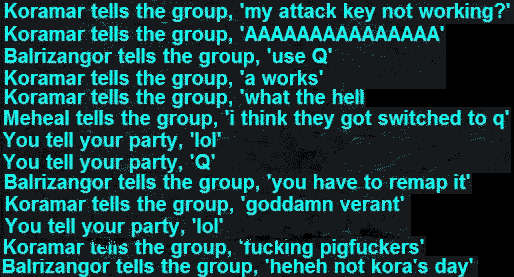 Koramar tells the group, 'my attack key not working?'
Koramar tells the group, 'AAAAAAAAAAAAAAA'
Balrizangor tells the group, 'use Q'
Koramar tells the group, 'a works'
Koramar tells the group, 'what the hell
Meheal tells the group, 'i think they got switched to q'
You tell your party, 'lol'
You tell your party, 'Q'
Balrizangor tells the group, 'you have to remap it'
Koramar tells the group, 'goddamn verant'
You tell your party, 'lol'
Koramar tells the group, 'fucking pigfuckers'
Balrizangor tells the group, 'heheh not kora's day'